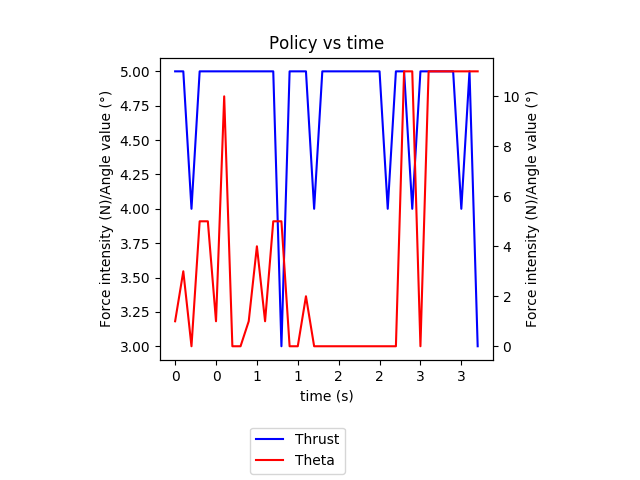 Policy vs time
5.00
4.75
4.50
4.25
4.00
3.75
3.50
3.25
3.00
Force intensity (N)/Angle value (°)
10
8
6
4
2
0
Force intensity (N)/Angle value (°)
0 0 1 1 2 2 3 3
time (s)
Thrust
Theta